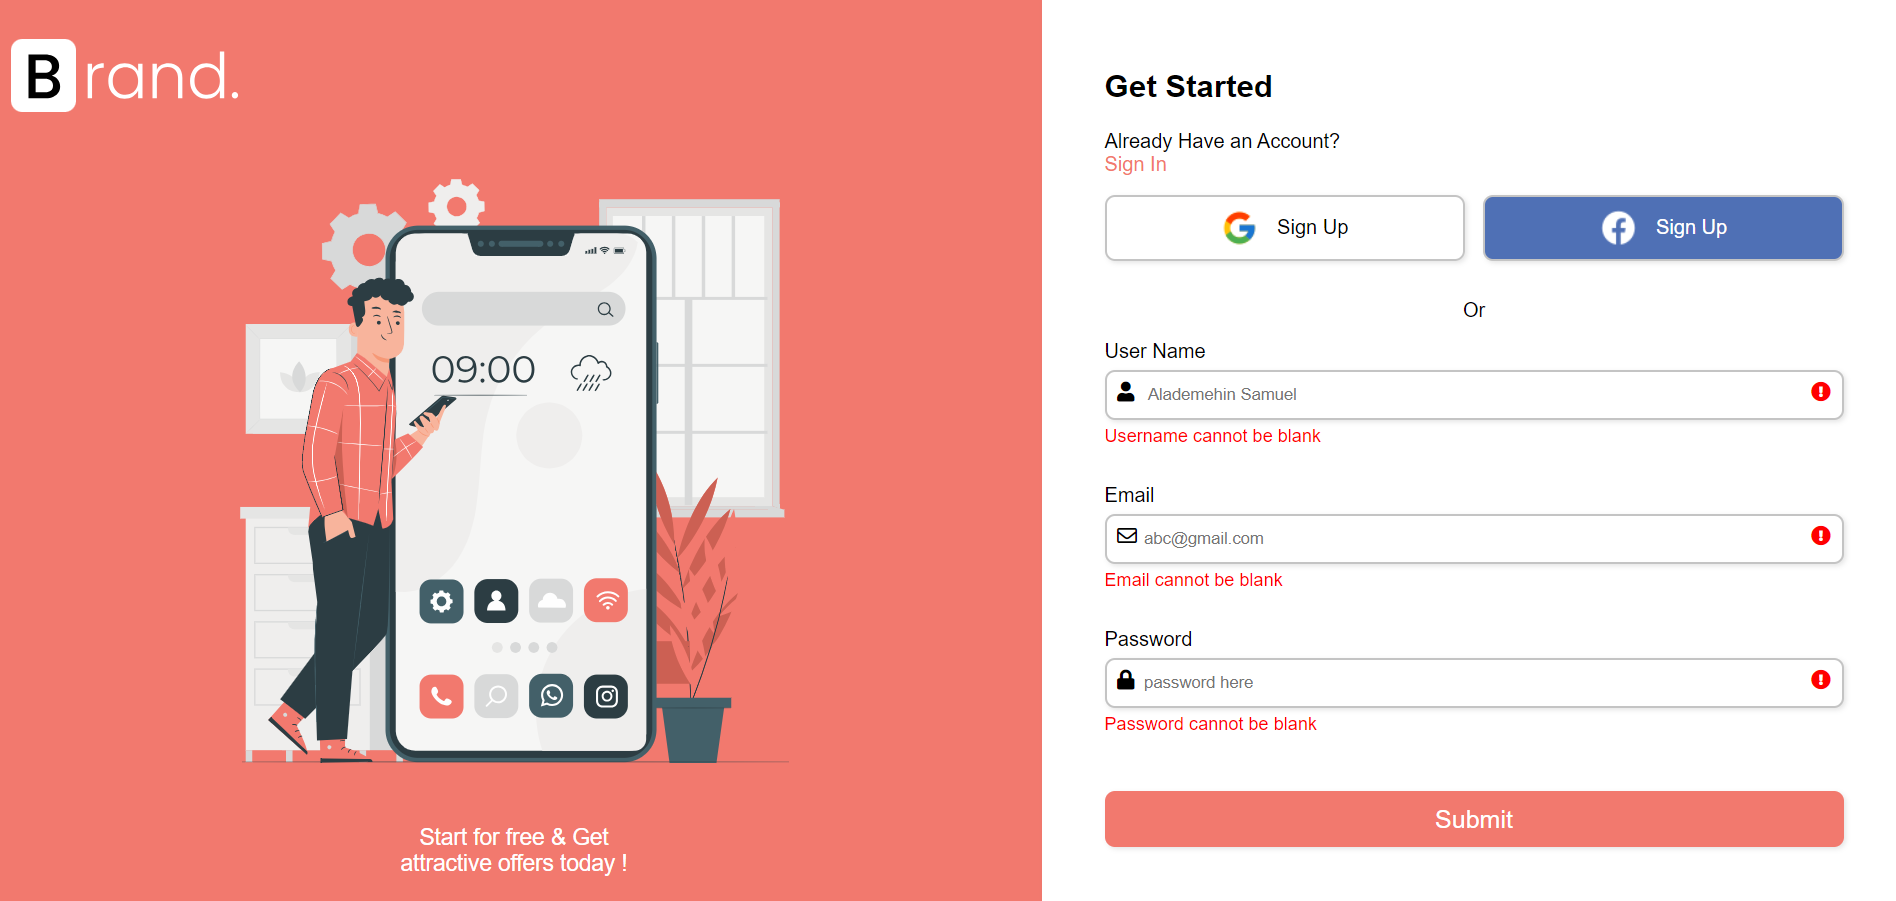 Brand.
09:00
Start for free & Get
attractive offers today !
Get Started
Already Have an Account?
Sign In
Sign Up
Sign Up
Or
User Name
Alademehin Samuel
Username cannot be blank
Email
abc@gmail.com
Email cannot be blank
Password
password here
Password cannot be blank
Submit